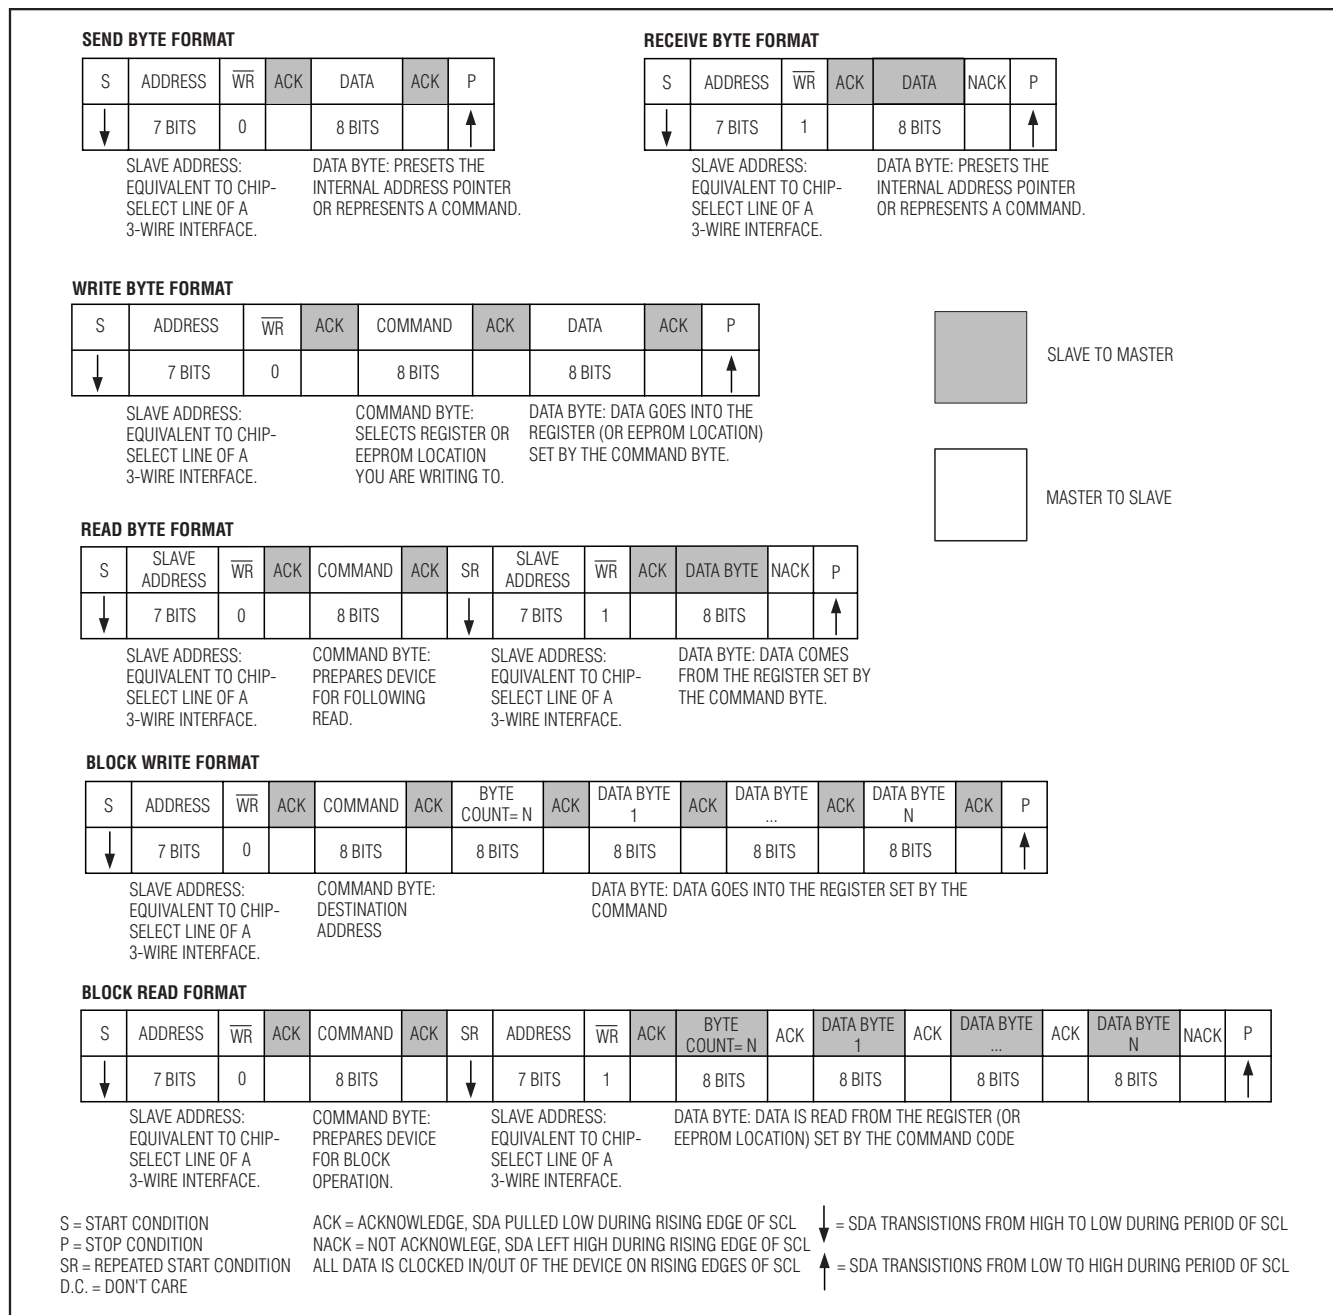 SEND BYTE FORMAT
S ADDRESS WR ACK DATA ACK P
7 BITS 0 8 BITS
SLAVE ADDRESS:
EQUIVALENT TO CHIP-
SELECT LINE OF A
3-WIRE INTERFACE.
DATA BYTE: PRESETS THE
INTERNAL ADDRESS POINTER
OR REPRESENTS A COMMAND.
RECEIVE BYTE FORMAT
S ADDRESS WR ACK DATA NACK P
7 BITS 1 8 BITS
SLAVE ADDRESS:
EQUIVALENT TO CHIP-
SELECT LINE OF A
3-WIRE INTERFACE.
DATA BYTE: PRESETS THE
INTERNAL ADDRESS POINTER
OR REPRESENTS A COMMAND.
WRITE BYTE FORMAT
S ADDRESS WR ACK COMMAND ACK DATA ACK P
7 BITS 0 8 BITS 8 BITS
SLAVE ADDRESS:
EQUIVALENT TO CHIP-
SELECT LINE OF A
3-WIRE INTERFACE.
COMMAND BYTE:
SELECTS REGISTER OR
EEPROM LOCATION
YOU ARE WRITING TO.
DATA BYTE: DATA GOES INTO THE
REGISTER (OR EEPROM LOCATION)
SET BY THE COMMAND BYTE.
SLAVE TO MASTER
MASTER TO SLAVE
READ BYTE FORMAT
S SLAVE ADDRESS WR ACK COMMAND ACK SR SLAVE ADDRESS WR ACK DATA BYTE NACK P
7 BITS 0 8 BITS 7 BITS 1 8 BITS
SLAVE ADDRESS:
EQUIVALENT TO CHIP-
SELECT LINE OF A
3-WIRE INTERFACE.
COMMAND BYTE:
PREPARES DEVICE
FOR FOLLOWING
READ.
SLAVE ADDRESS:
EQUIVALENT TO CHIP-
SELECT LINE OF A
3-WIRE INTERFACE.
DATA BYTE: DATA COMES
FROM THE REGISTER SET BY
THE COMMAND BYTE.
BLOCK WRITE FORMAT
S ADDRESS WR ACK COMMAND ACK BYTE COUNT= N ACK DATA BYTE 1 ACK DATA BYTE ... ACK DATA BYTE N ACK P
7 BITS 0 8 BITS 8 BITS 8 BITS 8 BITS 8 BITS
SLAVE ADDRESS:
EQUIVALENT TO CHIP-
SELECT LINE OF A
3-WIRE INTERFACE.
COMMAND BYTE:
DESTINATION
ADDRESS
DATA BYTE: DATA GOES INTO THE REGISTER SET BY THE
COMMAND
BLOCK READ FORMAT
S ADDRESS WR ACK COMMAND ACK SR ADDRESS WR ACK BYTE COUNT= N ACK DATA BYTE 1 ACK DATA BYTE ... ACK DATA BYTE N NACK P
7 BITS 0 8 BITS 7 BITS 1 8 BITS 8 BITS 8 BITS 8 BITS
SLAVE ADDRESS:
EQUIVALENT TO CHIP-
SELECT LINE OF A
3-WIRE INTERFACE.
COMMAND BYTE:
PREPARES DEVICE
FOR BLOCK
OPERATION.
SLAVE ADDRESS:
EQUIVALENT TO CHIP-
SELECT LINE OF A
3-WIRE INTERFACE.
DATA BYTE: DATA IS READ FROM THE REGISTER (OR
EEPROM LOCATION) SET BY THE COMMAND CODE
S = START CONDITION
P = STOP CONDITION
SR = REPEATED START CONDITION
D.C. = DON'T CARE
ACK = ACKNOWLEDGE, SDA PULLED LOW DURING RISING EDGE OF SCL
NACK = NOT ACKNOWLEGE, SDA LEFT HIGH DURING RISING EDGE OF SCL
ALL DATA IS CLOCKED IN/OUT OF THE DEVICE ON RISING EDGES OF SCL
= SDA TRANSISTIONS FROM HIGH TO LOW DURING PERIOD OF SCL
= SDA TRANSISTIONS FROM LOW TO HIGH DURING PERIOD OF SCL